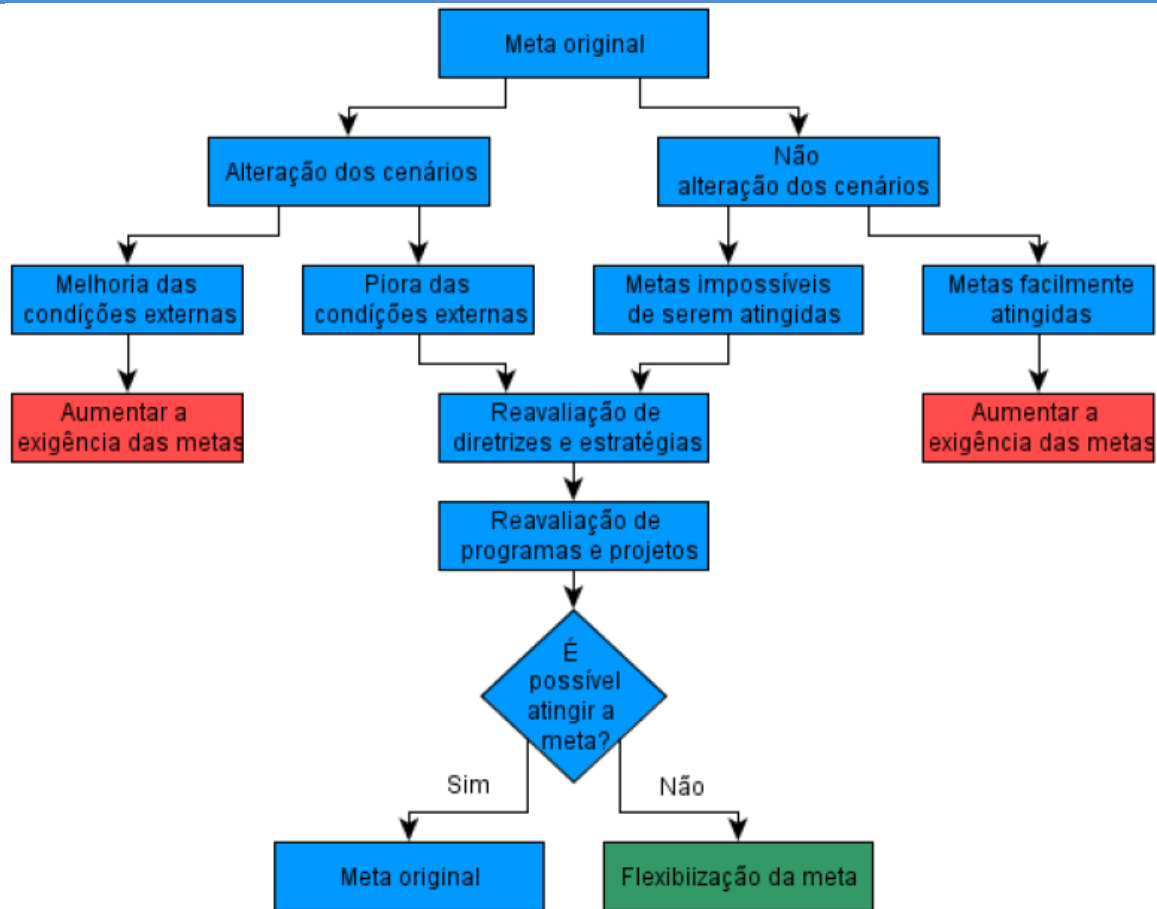 Meta original
Alteração dos cenários
Não
alteração dos cenários
Melhoria das
condições externas
Piora das
condições externas
Metas impossíveis
de serem atingidas
Metas facilmente
atingidas
Aumentar a
exigência das metas
Reavaliação de
diretrizes e estratégias
Aumentar a
exigência das metas
Reavaliação de
programas e projetos
É
possível
atingir a
meta?
Sim
Não
Meta original
Flexibiização da meta